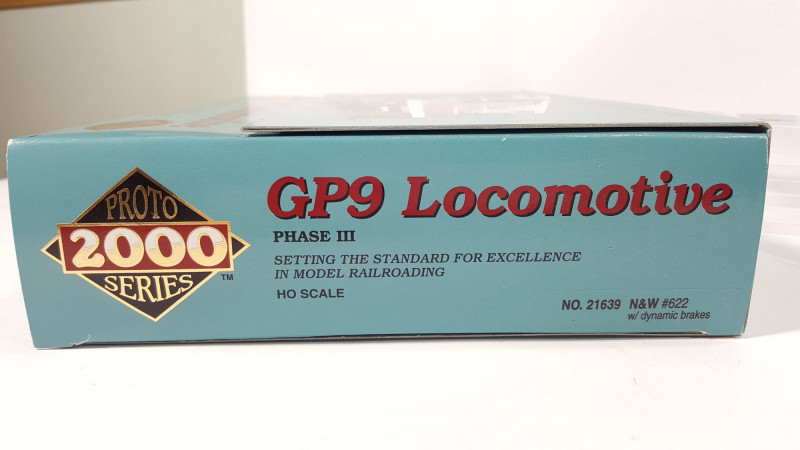 PROTO
2000
SERIES
™
GP9 Locomotive
PHASE III
SETTING THE STANDARD FOR EXCELLENCE
IN MODEL RAILROADING
HO SCALE
NO. 21639 N&W #622
w/ dynamic brakes